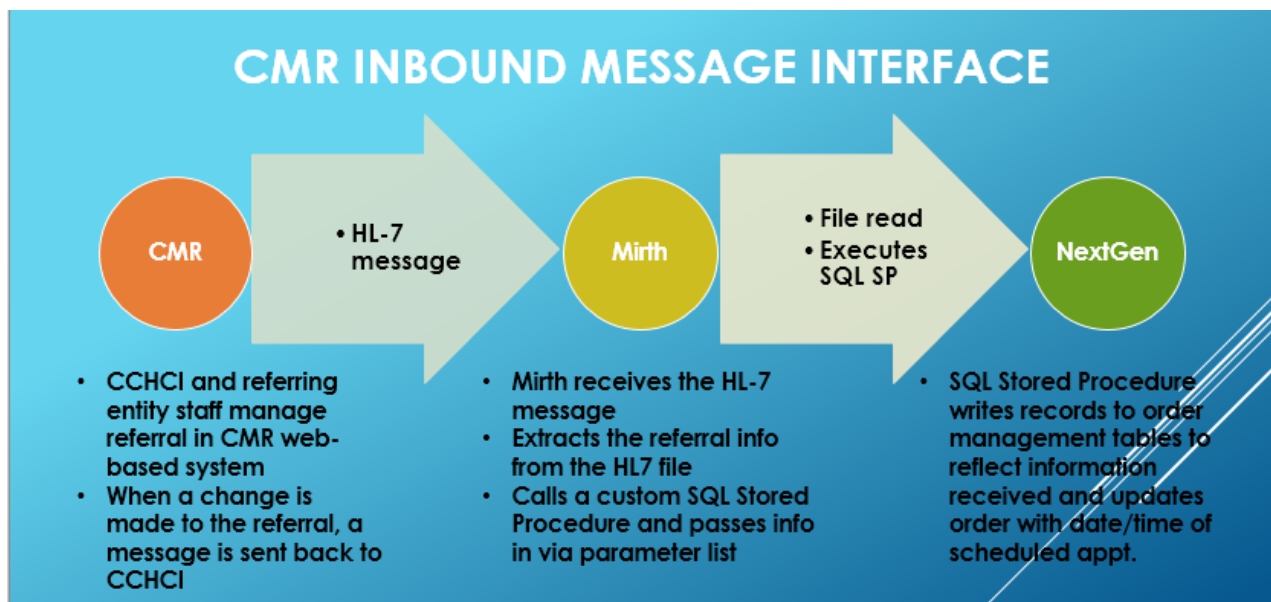 CMR INBOUND MESSAGE INTERFACE
CMR
• HL-7
message
Mirth
• File read
• Executes
SQL SP
NextGen
• CCHCI and referring
entity staff manage
referral in CMR web-
based system
• When a change is
made to the referral, a
message is sent back to
CCHCI
• Mirth receives the HL-7
message
• Extracts the referral info
from the HL7 file
• Calls a custom SQL Stored
Procedure and passes info
in via parameter list
• SQL Stored Procedure
writes records to order
management tables to
reflect information
received and updates
order with date/time of
scheduled appt.